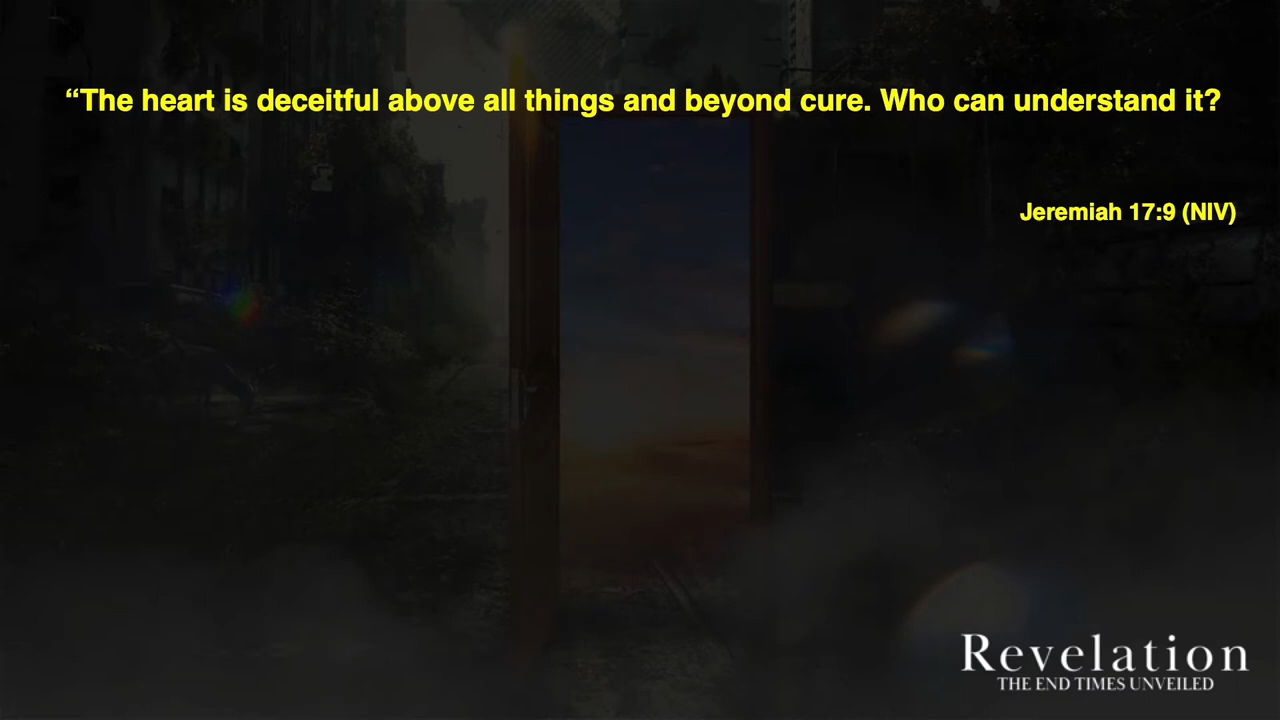 “The heart is deceitful above all things and beyond cure. Who can understand it?
Jeremiah 17:9 (NIV)
Revelation
THE END TIMES UNVEILED